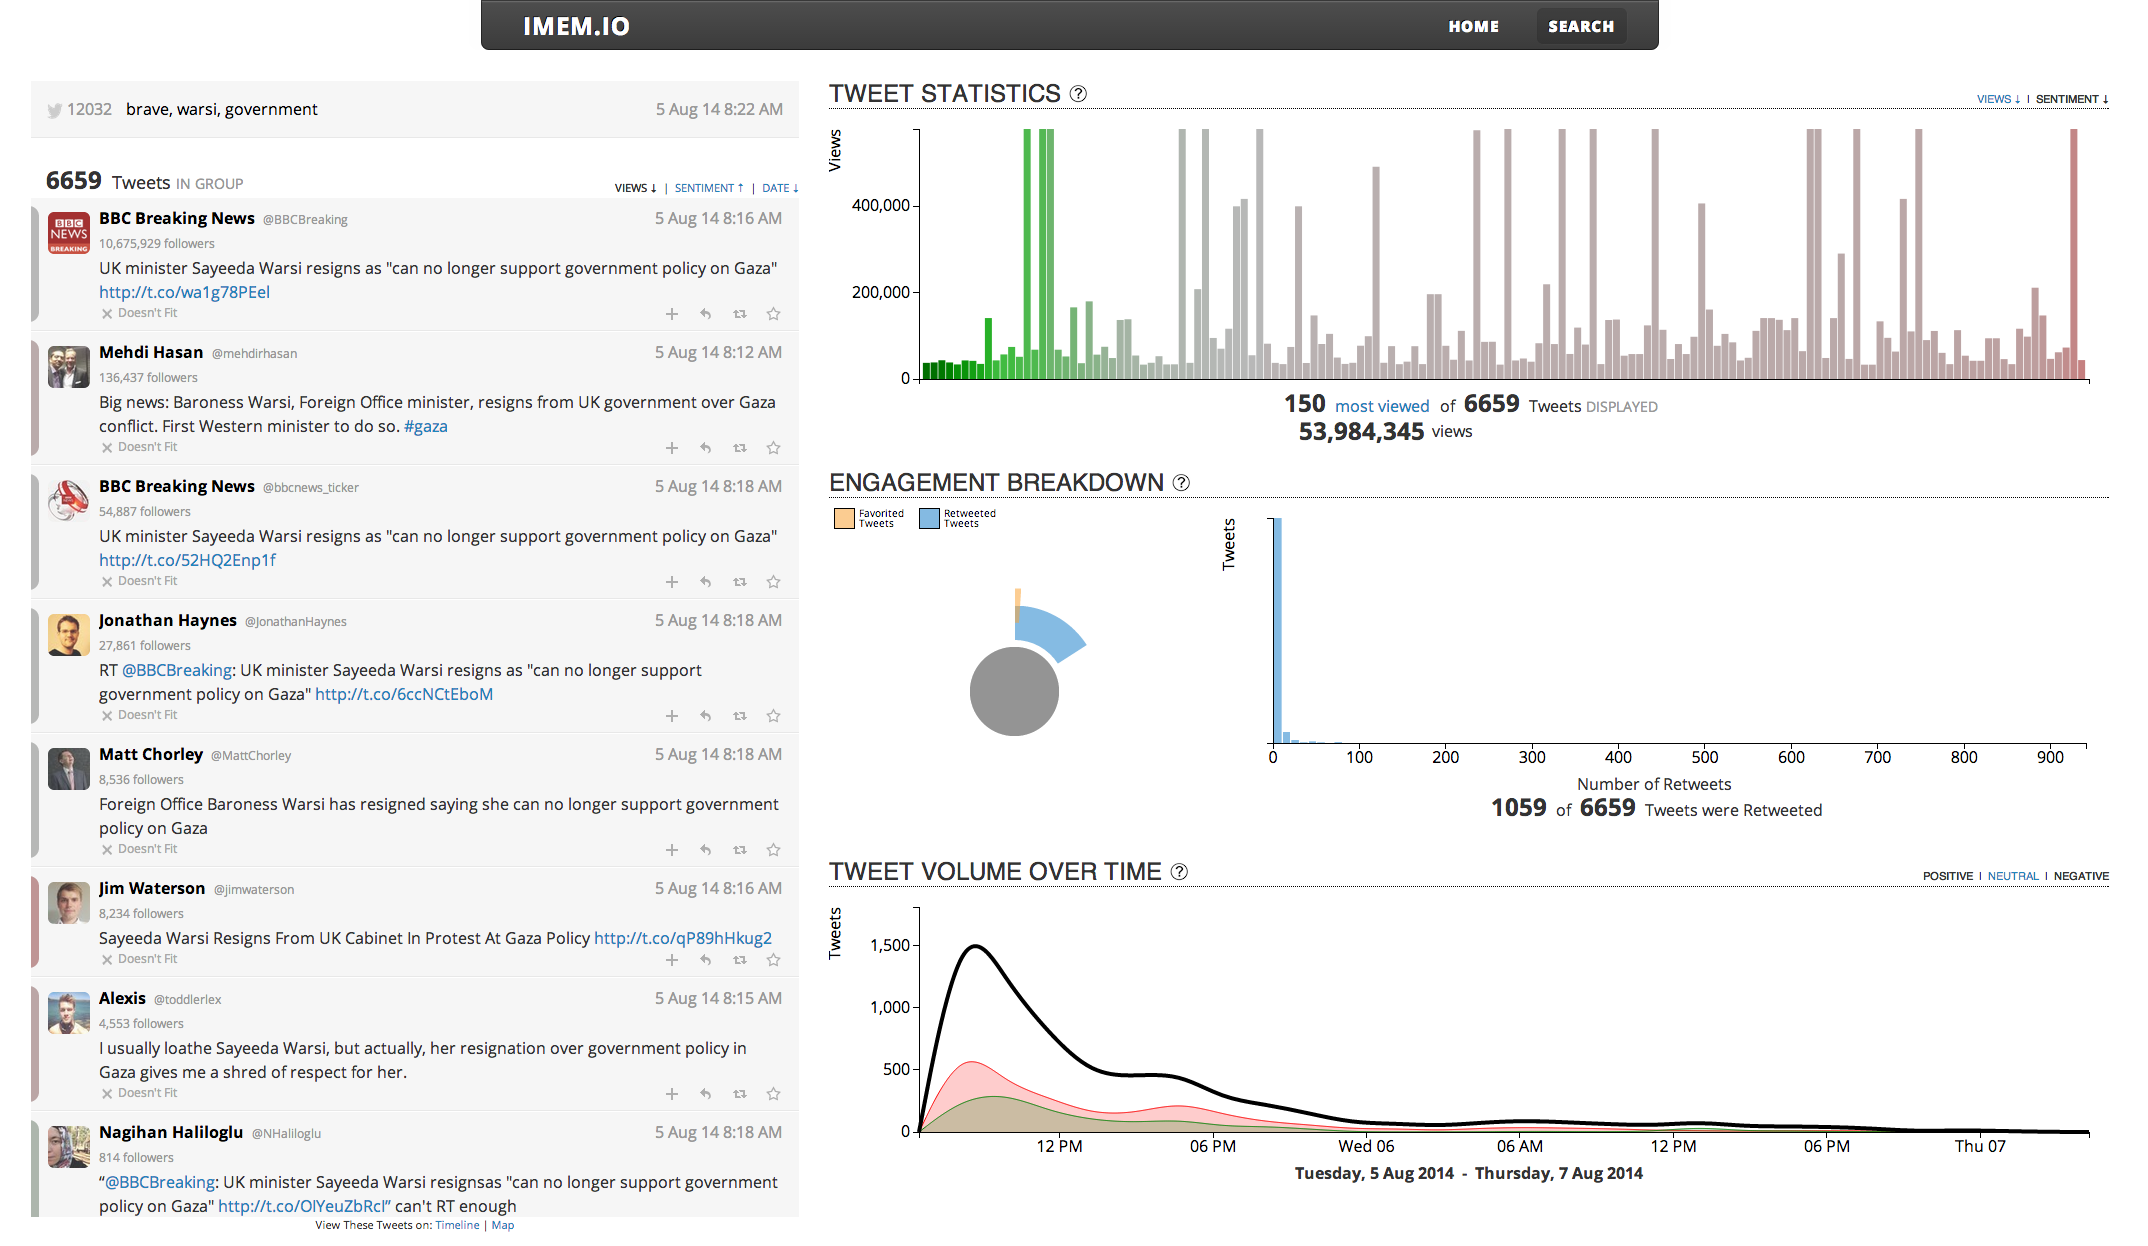 IMEM.IO
HOME
SEARCH
12032 brave, warsi, government 5 Aug 14 8:22 AM
6659 Tweets IN GROUP
VIEWS ↓ | SENTIMENT ↑ | DATE ↓
BBC NEWS BREAKING
BBC Breaking News @BBCBreaking 5 Aug 14 8:16 AM
10,675,929 followers
UK minister Sayeeda Warsi resigns as "can no longer support government policy on Gaza"
http://t.co/wa1g78PEel
Doesn't Fit
Mehdi Hasan @mehdirhasan 5 Aug 14 8:12 AM
136,437 followers
Big news: Baroness Warsi, Foreign Office minister, resigns from UK government over Gaza
conflict. First Western minister to do so. #gaza
Doesn't Fit
BBC Breaking News @bbcnews_ticker 5 Aug 14 8:18 AM
54,887 followers
UK minister Sayeeda Warsi resigns as "can no longer support government policy on Gaza"
http://t.co/52HQ2Enp1f
Doesn't Fit
Jonathan Haynes @JonathanHaynes 5 Aug 14 8:18 AM
27,861 followers
RT @BBCBreaking: UK minister Sayeeda Warsi resigns as "can no longer support
government policy on Gaza" http://t.co/6ccNCtEboM
Doesn't Fit
Matt Chorley @MattChorley 5 Aug 14 8:18 AM
8,536 followers
Foreign Office Baroness Warsi has resigned saying she can no longer support government
policy on Gaza
Doesn't Fit
Jim Waterson @jimwaterson 5 Aug 14 8:16 AM
8,234 followers
Sayeeda Warsi Resigns From UK Cabinet In Protest At Gaza Policy http://t.co/qP89hHkug2
Doesn't Fit
Alexis @toddlerlex 5 Aug 14 8:15 AM
4,553 followers
I usually loathe Sayeeda Warsi, but actually, her resignation over government policy in
Gaza gives me a shred of respect for her.
Doesn't Fit
Nagihan Haliloglu @NHaliloglu 5 Aug 14 8:18 AM
814 followers
“@BBCBreaking: UK minister Sayeeda Warsi resignsas "can no longer support government
policy on Gaza" http://t.co/OlYeuZbRcl” can't RT enough
View These Tweets on: Timeline | Map
TWEET STATISTICS ?
VIEWS ↓ | SENTIMENT ↓
Views
400,000
200,000
0
150 most viewed of 6659 Tweets DISPLAYED
53,984,345 views
ENGAGEMENT BREAKDOWN ?
Favorited Tweets
Retweeted Tweets
Tweets
0 100 200 300 400 500 600 700 800 900
Number of Retweets
1059 of 6659 Tweets were Retweeted
TWEET VOLUME OVER TIME ?
POSITIVE | NEUTRAL | NEGATIVE
Tweets
1,500
1,000
500
0
12 PM 06 PM Wed 06 06 AM 12 PM 06 PM Thu 07
Tuesday, 5 Aug 2014 - Thursday, 7 Aug 2014